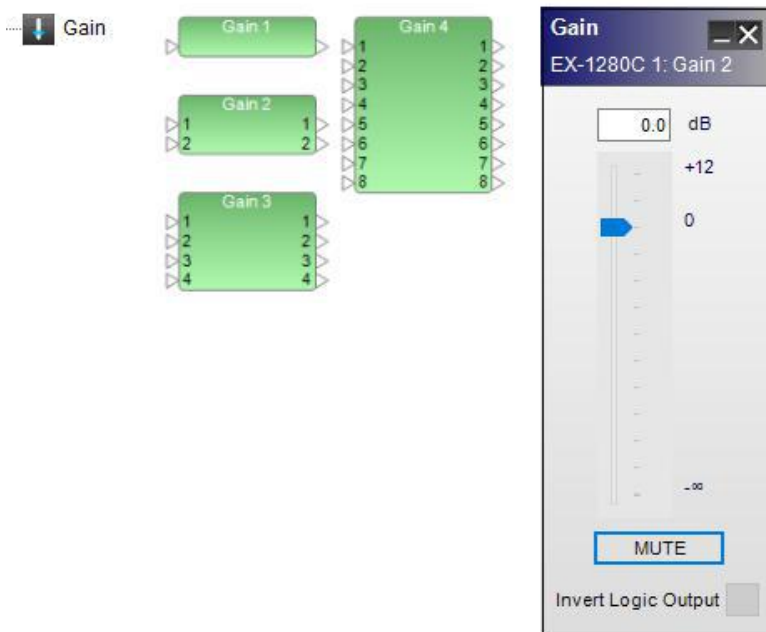 Gain
Gain 1
Gain 2
1 1
2 2
Gain 3
1 1
2 2
3 3
4 4
Gain 4
1 1
2 2
3 3
4 4
5 5
6 6
7 7
8 8
Gain
EX-1280C 1: Gain 2
0.0 dB
+12
0
-∞
MUTE
Invert Logic Output